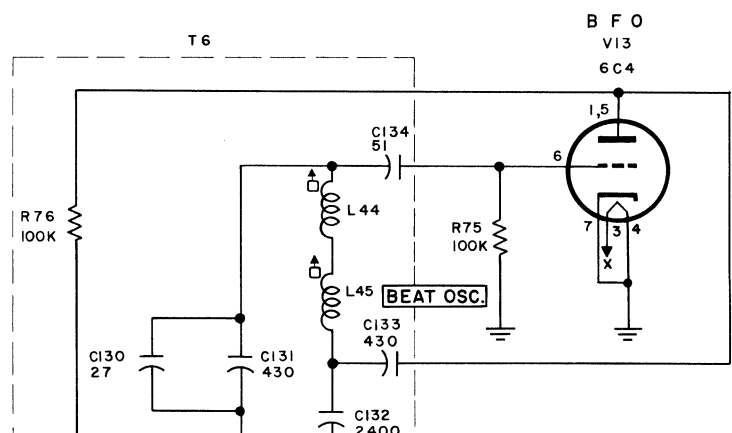 B F O
V13
6C4
T6
1,5
6
7
3
4
X
C134
51
L44
R76
100K
R75
100K
L45
BEAT OSC.
C133
430
C130
27
C131
430
C132
2400